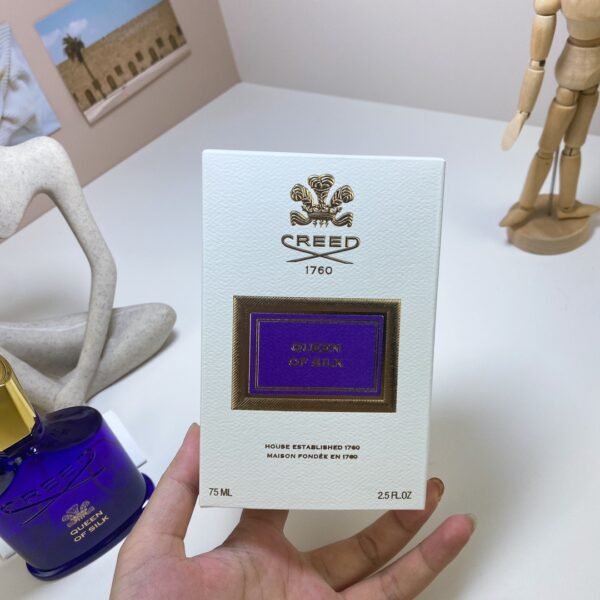 CREED
1760
QUEEN
OF SILK
HOUSE ESTABLISHED 1760
MAISON FONDÉE EN 1760
75 ML 2.5 FL.OZ
CREED
QUEEN
OF SILK